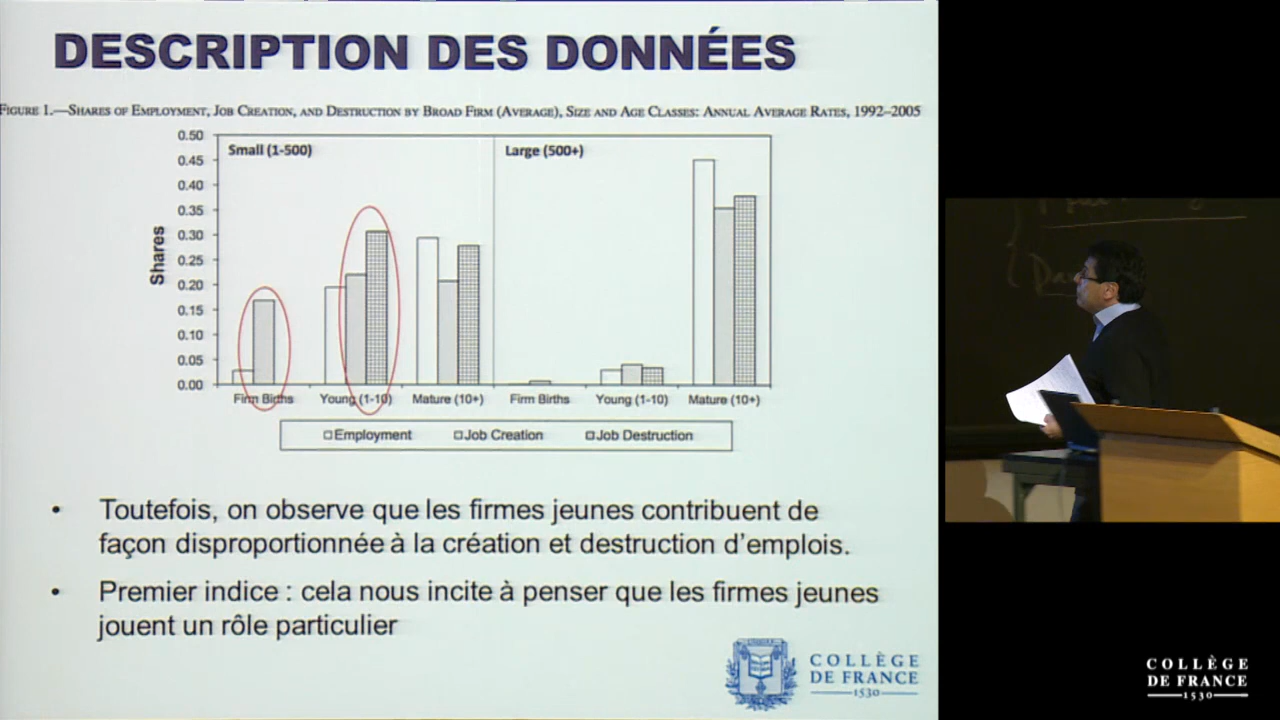 DESCRIPTION DES DONNÉES
FIGURE 1.—SHARES OF EMPLOYMENT, JOB CREATION, AND DESTRUCTION BY BROAD FIRM (AVERAGE), SIZE AND AGE CLASSES: ANNUAL AVERAGE RATES, 1992–2005
Small (1-500)
Large (500+)
Shares
0.50
0.45
0.40
0.35
0.30
0.25
0.20
0.15
0.10
0.05
0.00
Firm Births Young (1-10) Mature (10+) Firm Births Young (1-10) Mature (10+)
Employment Job Creation Job Destruction
• Toutefois, on observe que les firmes jeunes contribuent de
façon disproportionnée à la création et destruction d'emplois.
• Premier indice : cela nous incite à penser que les firmes jeunes
jouent un rôle particulier
COLLÈGE
DE FRANCE
1530
COLLÈGE
DE FRANCE
1530